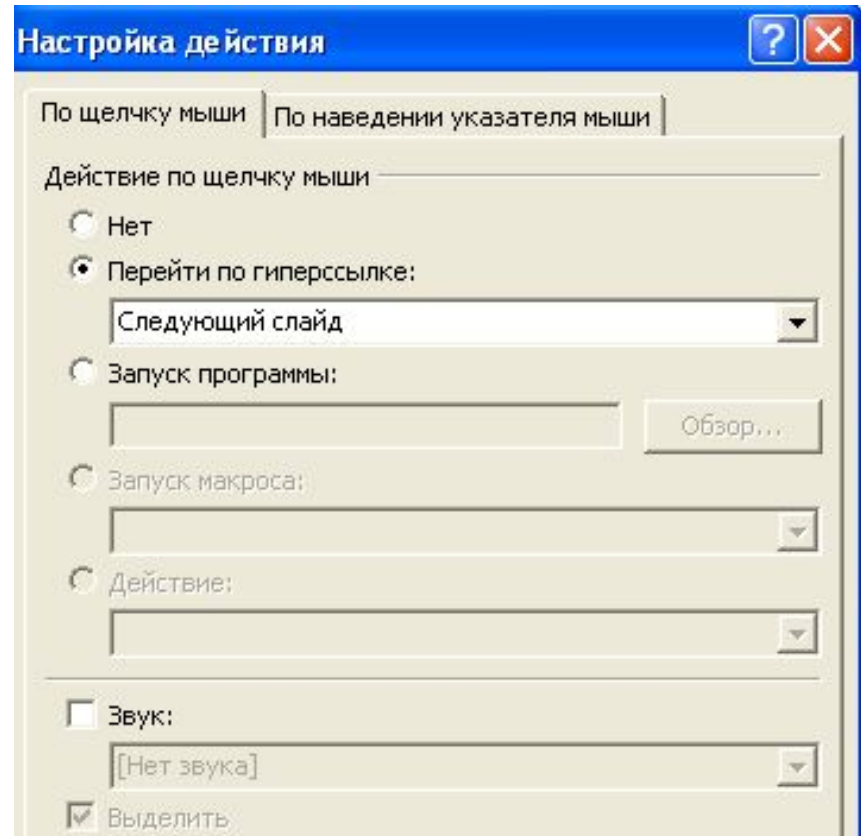 Настройка действия
По щелчку мыши
По наведении указателя мыши
Действие по щелчку мыши
Нет
Перейти по гиперссылке:
Следующий слайд
Запуск программы:
Обзор...
Запуск макроса:
Действие:
Звук:
[Нет звука]
Выделить